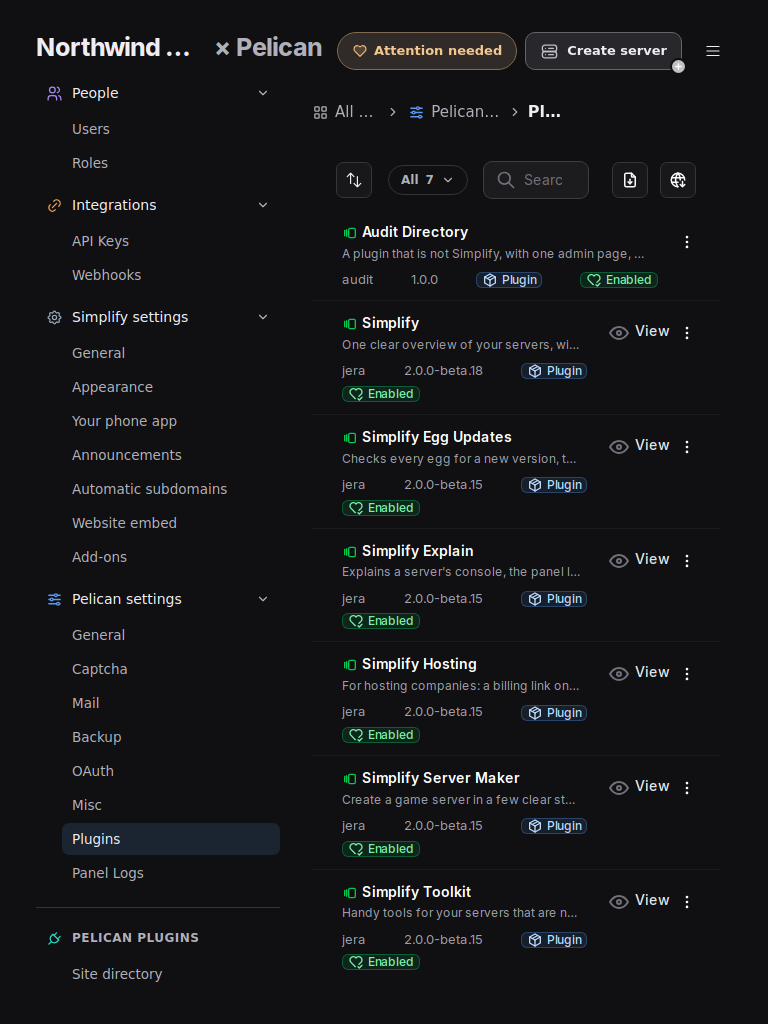 Northwind ... × Pelican
Attention needed
Create server
People
Users
Roles
Integrations
API Keys
Webhooks
Simplify settings
General
Appearance
Your phone app
Announcements
Automatic subdomains
Website embed
Add-ons
Pelican settings
General
Captcha
Mail
Backup
OAuth
Misc
Plugins
Panel Logs
PELICAN PLUGINS
Site directory
All ... > Pelican... > Pl...
All 7
Searc
Audit Directory
A plugin that is not Simplify, with one admin page, ...
audit 1.0.0 Plugin Enabled
Simplify
View
One clear overview of your servers, wi...
jera 2.0.0-beta.18 Plugin
Enabled
Simplify Egg Updates
View
Checks every egg for a new version, t...
jera 2.0.0-beta.15 Plugin
Enabled
Simplify Explain
View
Explains a server's console, the panel l...
jera 2.0.0-beta.15 Plugin
Enabled
Simplify Hosting
View
For hosting companies: a billing link on...
jera 2.0.0-beta.15 Plugin
Enabled
Simplify Server Maker
View
Create a game server in a few clear st...
jera 2.0.0-beta.15 Plugin
Enabled
Simplify Toolkit
View
Handy tools for your servers that are n...
jera 2.0.0-beta.15 Plugin
Enabled